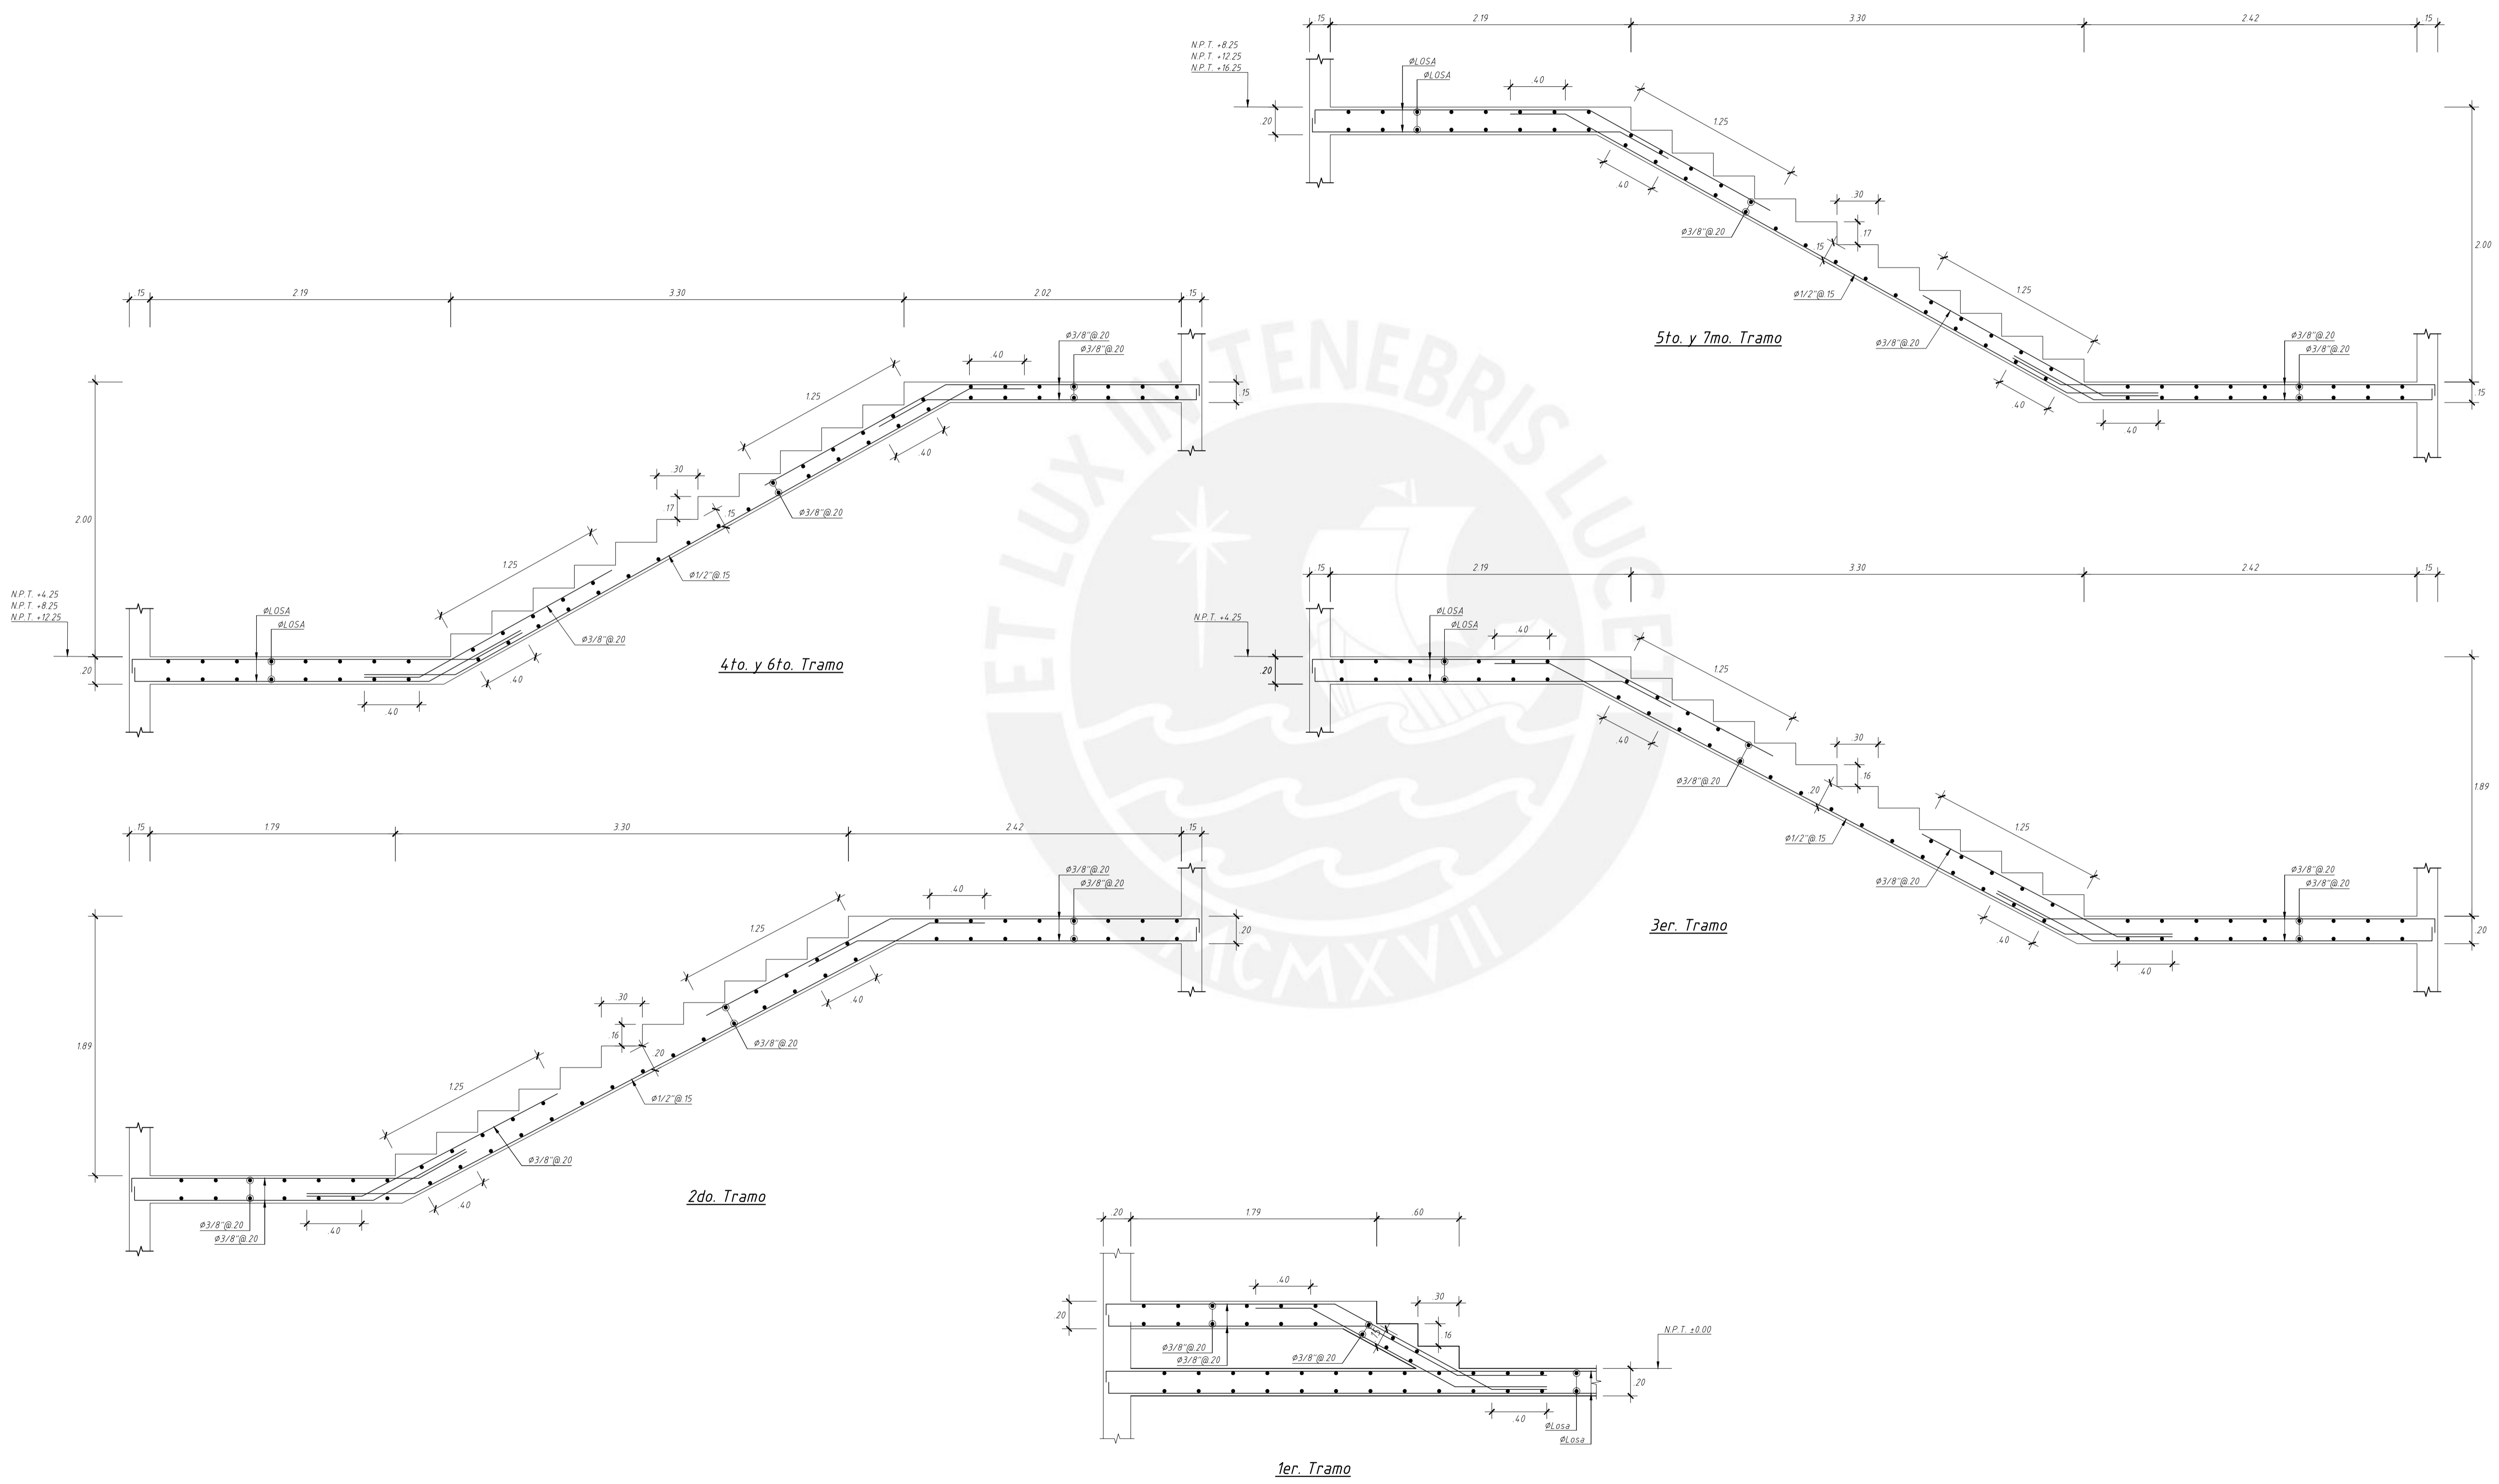 15
2.19
3.30
2.42
15
N.P.T. +8.25
N.P.T. +12.25
N.P.T. +16.25
ØLOSA
ØLOSA
.40
.20
1.25
.40
.30
17
.15
Ø3/8"@.20
Ø1/2"@.15
1.25
Ø3/8"@.20
Ø3/8"@.20
Ø3/8"@.20
2.00
.15
.40
.40
5to. y 7mo. Tramo
15
2.19
3.30
2.02
15
Ø3/8"@.20
Ø3/8"@.20
.40
1.25
.15
.40
.30
.17
.15
Ø3/8"@.20
2.00
1.25
Ø1/2"@.15
N.P.T. +4.25
N.P.T. +8.25
N.P.T. +12.25
ØLOSA
ØLOSA
Ø3/8"@.20
.20
.40
.40
4to. y 6to. Tramo
15
2.19
3.30
2.42
15
N.P.T. +4.25
ØLOSA
ØLOSA
.40
.20
1.25
.40
.30
16
.20
Ø3/8"@.20
Ø1/2"@.15
1.25
Ø3/8"@.20
Ø3/8"@.20
Ø3/8"@.20
1.89
.20
.40
.40
3er. Tramo
15
1.79
3.30
2.42
15
Ø3/8"@.20
Ø3/8"@.20
.40
1.25
.20
.40
.30
.16
.20
Ø3/8"@.20
1.89
1.25
Ø1/2"@.15
Ø3/8"@.20
.40
.40
Ø3/8"@.20
Ø3/8"@.20
2do. Tramo
.20
1.79
.60
.40
.30
.20
16
.15
N.P.T. ±0.00
Ø3/8"@.20
Ø3/8"@.20
Ø3/8"@.20
.20
.40
ØLosa
ØLosa
1er. Tramo
ET LUX IN TENEBRIS LUCET
MCMXVII